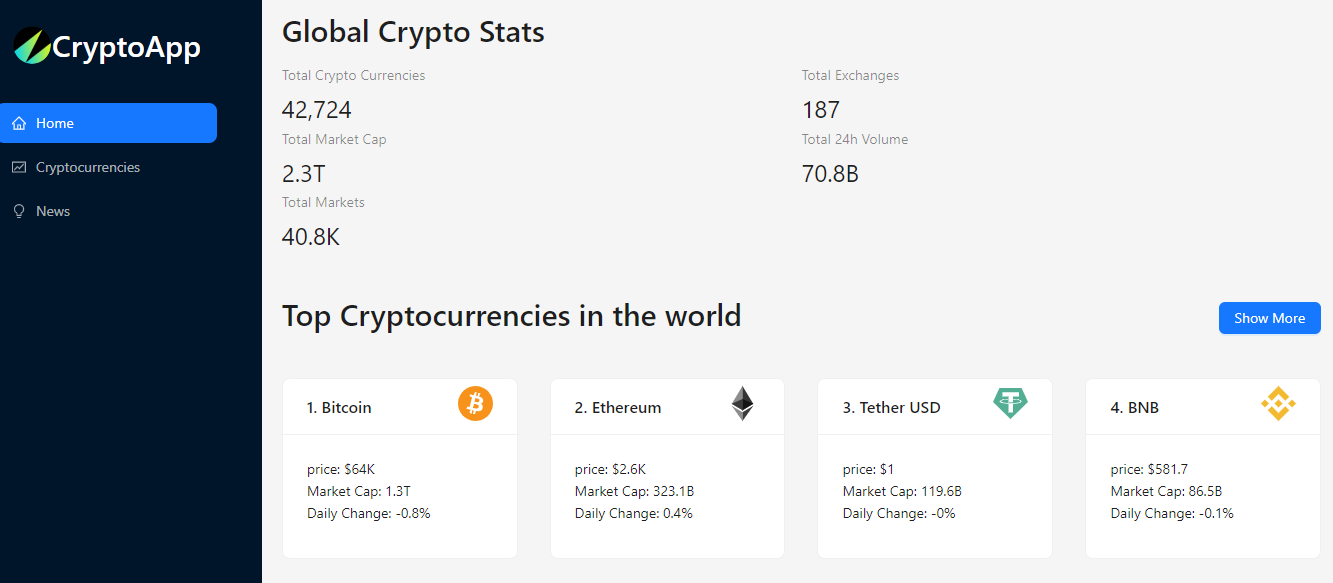 CryptoApp
Home
Cryptocurrencies
News
Global Crypto Stats
Total Crypto Currencies
42,724
Total Exchanges
187
Total Market Cap
2.3T
Total 24h Volume
70.8B
Total Markets
40.8K
Top Cryptocurrencies in the world
Show More
1. Bitcoin
price: $64K
Market Cap: 1.3T
Daily Change: -0.8%
2. Ethereum
price: $2.6K
Market Cap: 323.1B
Daily Change: 0.4%
3. Tether USD
price: $1
Market Cap: 119.6B
Daily Change: -0%
4. BNB
price: $581.7
Market Cap: 86.5B
Daily Change: -0.1%